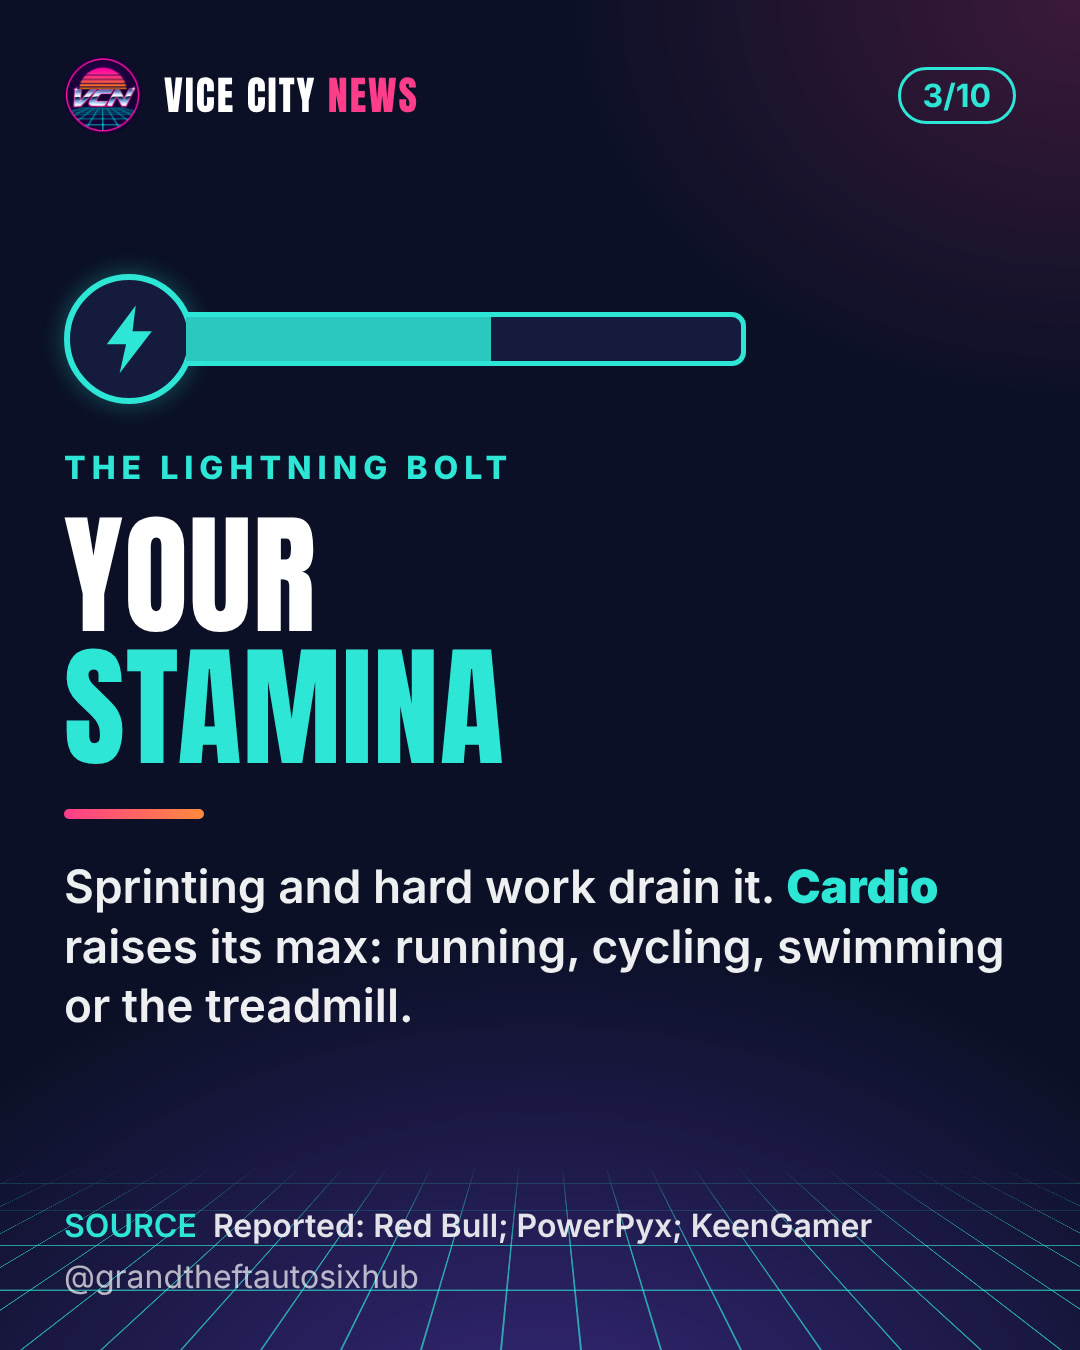 VCN
VICE CITY NEWS
3/10
THE LIGHTNING BOLT
YOUR
STAMINA
Sprinting and hard work drain it. Cardio
raises its max: running, cycling, swimming
or the treadmill.
SOURCE Reported: Red Bull; PowerPyx; KeenGamer
@grandtheftautosixhub